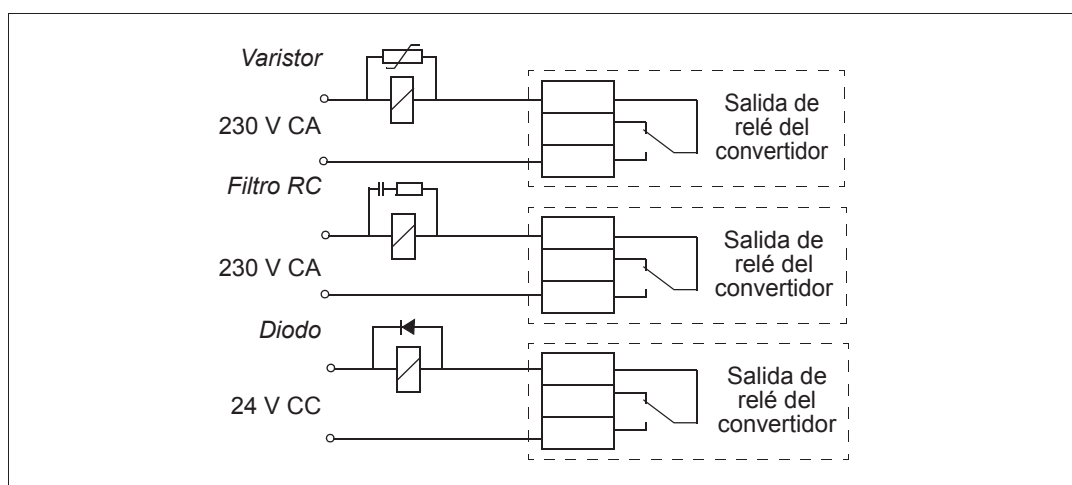 Varistor
230 V CA
Salida de
relé del
convertidor
Filtro RC
230 V CA
Salida de
relé del
convertidor
Diodo
24 V CC
Salida de
relé del
convertidor